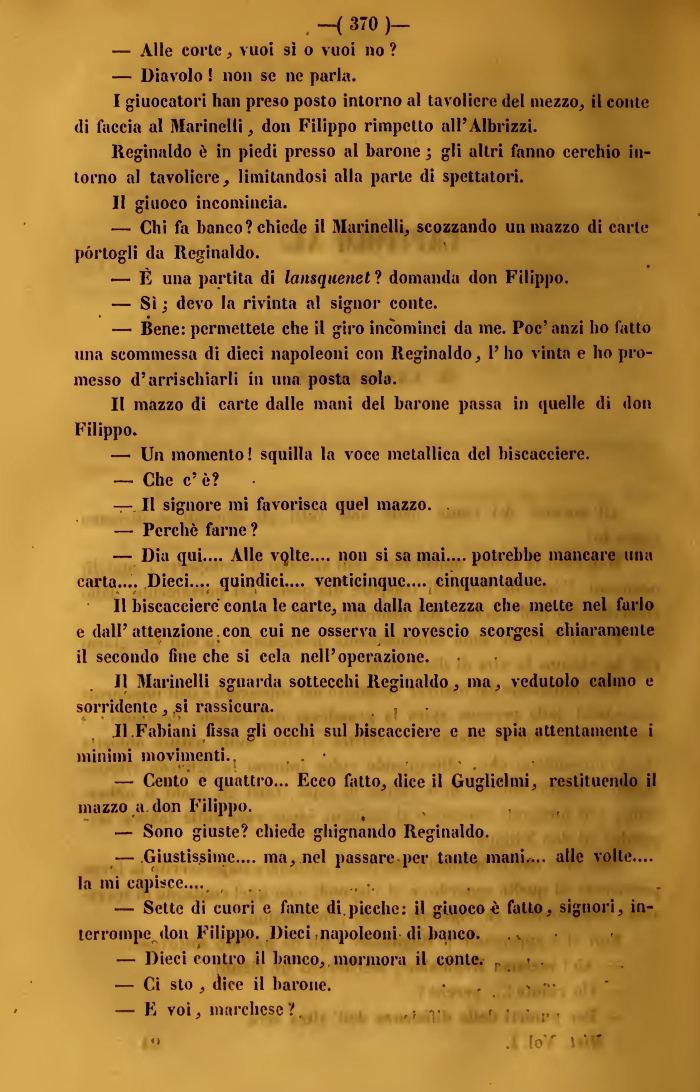 —( 370 )—
— Alle corte, vuoi sì o vuoi no?
— Diavolo! non se ne parla.
I giuocatori han preso posto intorno al tavoliere del mezzo, il conte
di faccia al Marinelli, don Filippo rimpetto all'Albrizzi.
Reginaldo è in piedi presso al barone; gli altri fanno cerchio in-
torno al tavoliere, limitandosi alla parte di spettatori.
Il giuoco incomincia.
— Chi fa banco? chiede il Marinelli, scozzando un mazzo di carte
pórtogli da Reginaldo.
— È una partita di lansquenet? domanda don Filippo.
— Sì; devo la rivinta al signor conte.
— Bene: permettete che il giro incominci da me. Poc'anzi ho fatto
una scommessa di dieci napoleoni con Reginaldo, l'ho vinta e ho pro-
messo d'arrischiarli in una posta sola.
Il mazzo di carte dalle mani del barone passa in quelle di don
Filippo.
— Un momento! squilla la voce metallica del biscacciere.
— Che c'è?
— Il signore mi favorisca quel mazzo.
— Perchè farne?
— Dia qui.... Alle volte.... non si sa mai.... potrebbe mancare una
carta.... Dieci.... quindici.... venticinque.... cinquantadue.
Il biscacciere conta le carte, ma dalla lentezza che mette nel farlo
e dall'attenzione con cui ne osserva il rovescio scorgesi chiaramente
il secondo fine che si cela nell'operazione.
Il Marinelli sguarda sottecchi Reginaldo, ma, vedutolo calmo e
sorridente, si rassicura.
Il Fabiani fissa gli occhi sul biscacciere e ne spia attentamente i
minimi movimenti.
— Cento e quattro... Ecco fatto, dice il Guglielmi, restituendo il
mazzo a don Filippo.
— Sono giuste? chiede ghignando Reginaldo.
— Giustissime.... ma, nel passare per tante mani.... alle volte....
la mi capisce....
— Sette di cuori e fante di picche: il giuoco è fatto, signori, in-
terrompe don Filippo. Dieci napoleoni di banco.
— Dieci contro il banco, mormora il conte.
— Ci sto, dice il barone.
— E voi, marchese?